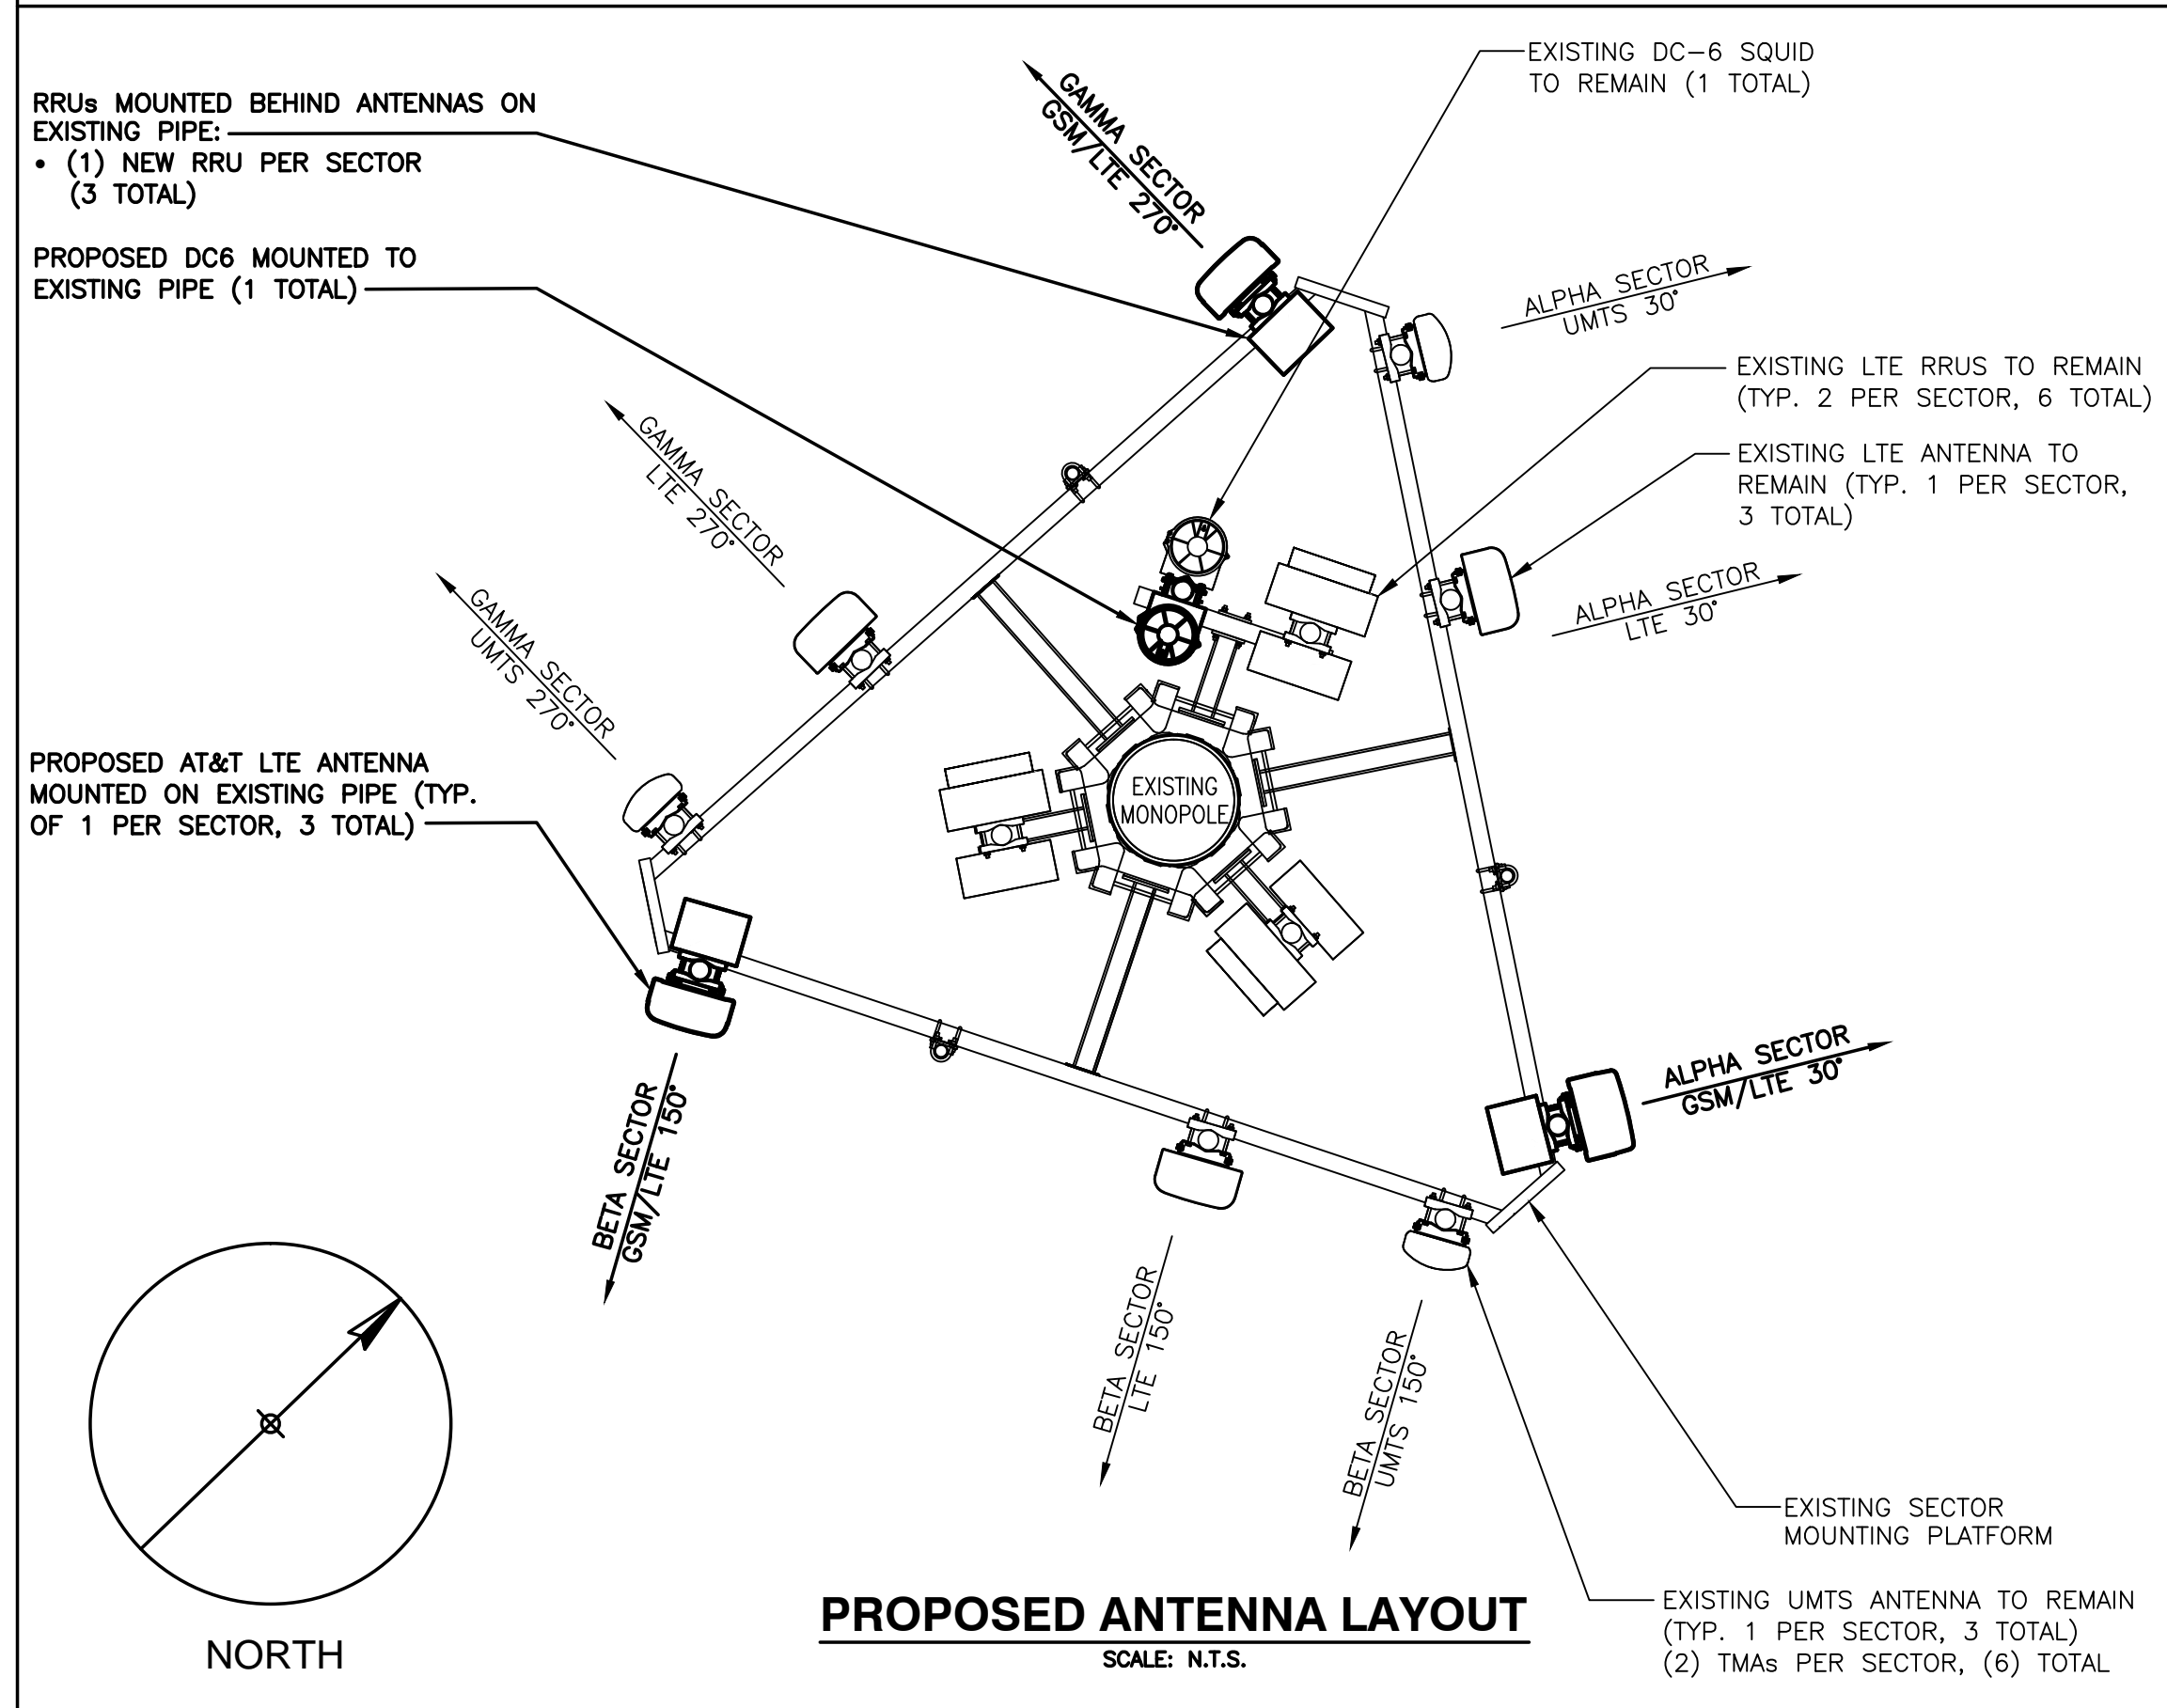 EXISTING DC-6 SQUID
TO REMAIN (1 TOTAL)
RRUs MOUNTED BEHIND ANTENNAS ON
EXISTING PIPE:
• (1) NEW RRU PER SECTOR
(3 TOTAL)
PROPOSED DC6 MOUNTED TO
EXISTING PIPE (1 TOTAL)
GAMMA SECTOR
GSM/LTE 270°
ALPHA SECTOR
UMTS 30°
EXISTING LTE RRUS TO REMAIN
(TYP. 2 PER SECTOR, 6 TOTAL)
EXISTING LTE ANTENNA TO
REMAIN (TYP. 1 PER SECTOR,
3 TOTAL)
GAMMA SECTOR
LTE 270°
ALPHA SECTOR
LTE 30°
GAMMA SECTOR
UMTS 270°
PROPOSED AT&T LTE ANTENNA
MOUNTED ON EXISTING PIPE (TYP.
OF 1 PER SECTOR, 3 TOTAL)
EXISTING
MONOPOLE
ALPHA SECTOR
GSM/LTE 30°
BETA SECTOR
GSM/LTE 150°
BETA SECTOR
LTE 150°
BETA SECTOR
UMTS 150°
EXISTING SECTOR
MOUNTING PLATFORM
EXISTING UMTS ANTENNA TO REMAIN
(TYP. 1 PER SECTOR, 3 TOTAL)
(2) TMAs PER SECTOR, (6) TOTAL
NORTH
PROPOSED ANTENNA LAYOUT
SCALE: N.T.S.